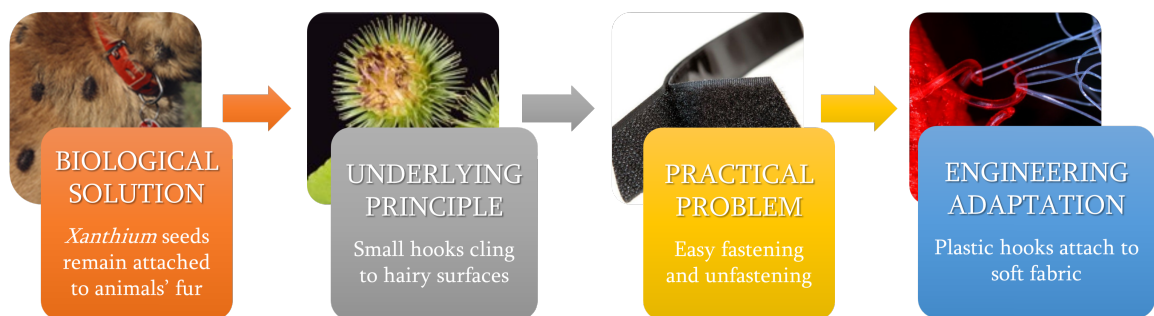 BIOLOGICAL
SOLUTION
Xanthium seeds
remain attached
to animals’ fur
UNDERLYING
PRINCIPLE
Small hooks cling
to hairy surfaces
PRACTICAL
PROBLEM
Easy fastening
and unfastening
ENGINEERING
ADAPTATION
Plastic hooks attach to
soft fabric